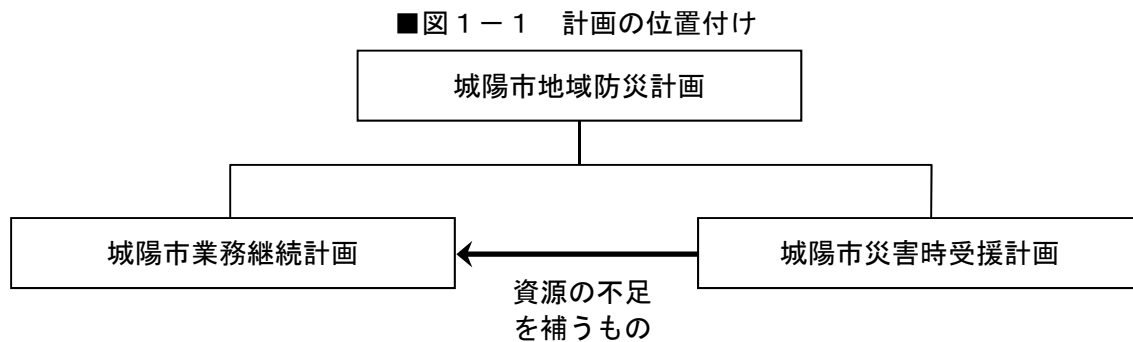 ■図１－１　計画の位置付け
城陽市地域防災計画
城陽市業務継続計画
城陽市災害時受援計画
資源の不足
を補うもの